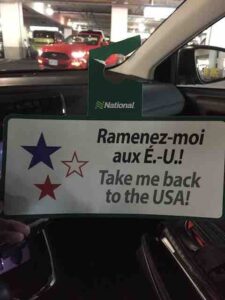 National
Ramenez-moi
aux É.-U.!
Take me back
to the USA!